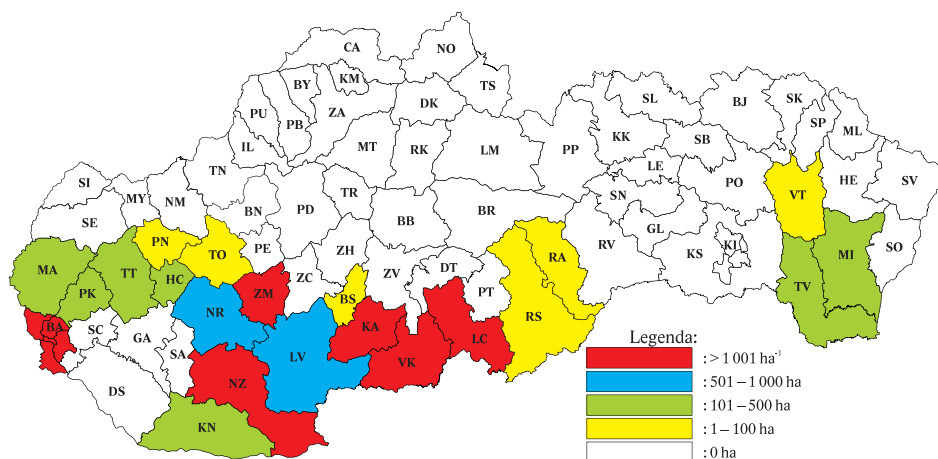 CA
NO
BY
KM
TS
PU
PB
ZA
DK
SL
BJ
SK
SP
ML
IL
MT
RK
LM
PP
KK
SB
LE
TN
SI
MY
NM
TR
SN
PO
VT
HE
SV
SE
BN
PD
BB
BR
GL
PN
TO
PE
ZH
RV
KS
KI
SO
MA
TT
HC
ZM
ZC
BS
ZV
DT
PT
RA
MI
TV
PK
NR
BA
SC
GA
SA
LV
KA
VK
LC
RS
DS
NZ
KN
Legenda:
:> 1 001 ha⁻¹
: 501 – 1 000 ha
: 101 – 500 ha
: 1 – 100 ha
: 0 ha